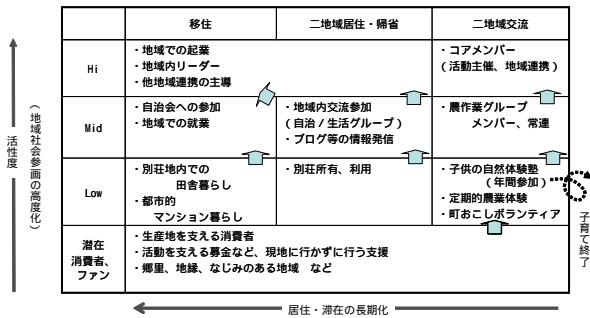 移住
二地域居住・帰省
二地域交流
Hi
・地域での起業
・地域内リーダー
・他地域連携の主導
・コアメンバー
(活動主催、地域連携)
Mid
・自治会への参加
・地域での就業
・地域内交流参加
(自治/生活グループ)
・ブログ等の情報発信
・農作業グループ
メンバー、常連
Low
・別荘地内での
田舎暮らし
・都市的
マンション暮らし
・別荘所有、利用
・子供の自然体験塾
(年間参加)
・定期的農業体験
・町おこしボランティア
潜在
消費者、
ファン
・生産地を支える消費者
・活動を支える募金など、現地に行かずに行う支援
・郷里、地縁、なじみのある地域 など
活性度
(地域社会参画の高度化)
子育て終了
居住・滞在の長期化